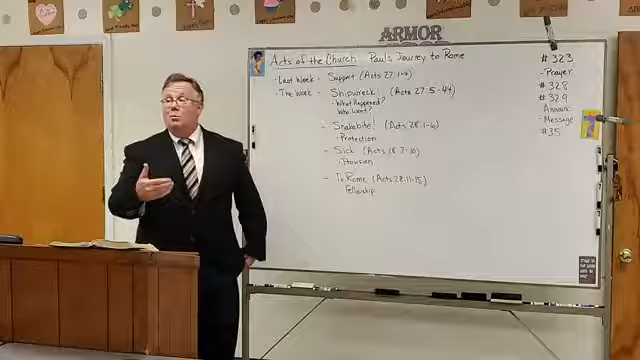 ARMOR
Acts of the Church Paul's Journey to Rome
- Last Week - Support (Acts 27:1-4)
- This Week - Shipwreck (Acts 27:5-44)
- What Happened?
Who Went?
- Snakebite! (Acts 28:1-6)
- Protection
- Sick (Acts 28:7-10)
- To Rome (Acts 28:11-15)
Fellowship
#323
- Prayer
#328
#329
Announc
- Message
#35